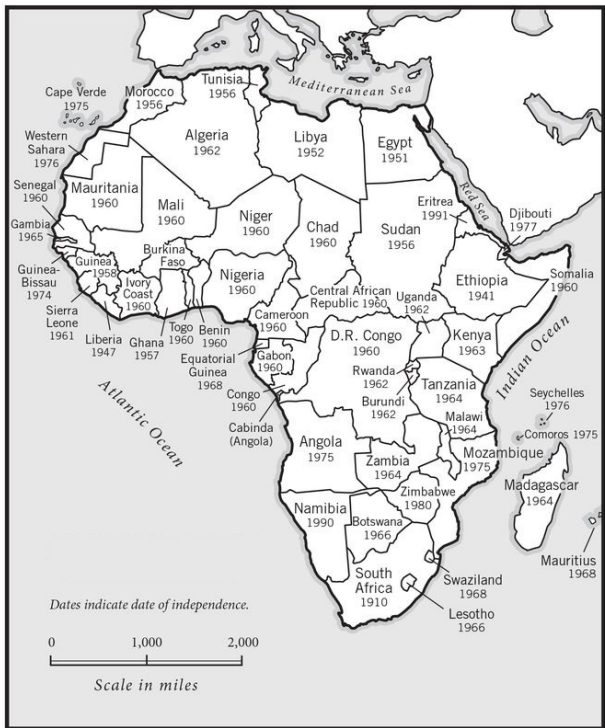 Mediterranean Sea
Tunisia
1956
Cape Verde
1975
Morocco
1956
Algeria
1962
Libya
1952
Egypt
1951
Western
Sahara
1976
Red Sea
Senegal
1960
Mauritania
1960
Mali
1960
Niger
1960
Chad
1960
Sudan
1956
Eritrea
1991
Djibouti
1977
Gambia
1965
Guinea
1958
Burkina
Faso
Nigeria
1960
Ethiopia
1941
Somalia
1960
Guinea-
Bissau
1974
Ivory
Coast
1960
Central African
Republic 1960
Uganda
1962
Sierra
Leone
1961
Liberia
1947
Ghana
1957
Togo
1960
Benin
1960
Cameroon
1960
D.R. Congo
1960
Kenya
1963
Equatorial
Guinea
1968
Gabon
1960
Rwanda
1962
Indian Ocean
Congo
1960
Burundi
1962
Tanzania
1964
Seychelles
1976
Atlantic Ocean
Cabinda
(Angola)
Malawi
1964
Comoros 1975
Angola
1975
Zambia
1964
Mozambique
1975
Madagascar
1964
Zimbabwe
1980
Namibia
1990
Botswana
1966
Mauritius
1968
South
Africa
1910
Swaziland
1968
Lesotho
1966
Dates indicate date of independence.
0 1,000 2,000
Scale in miles